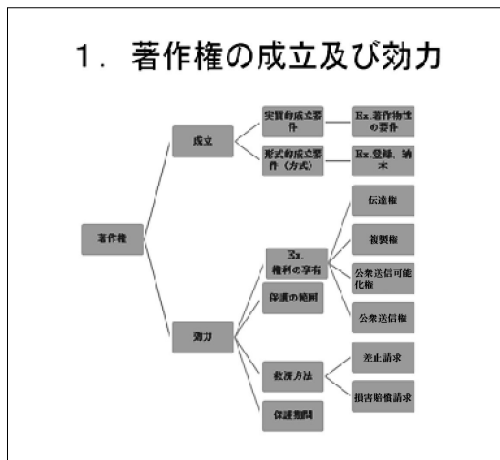 1. 著作権の成立及び効力
実質的成立要
件
Ex.著作物性
の要件
成立
形式的成立要
件（方式）
Ex.登録、納
本
伝達権
著作権
複製権
Ex.
権利の享有
公衆送信可能
化権
保護の範囲
公衆送信権
効力
差止請求
救済方法
損害賠償請求
保護期間